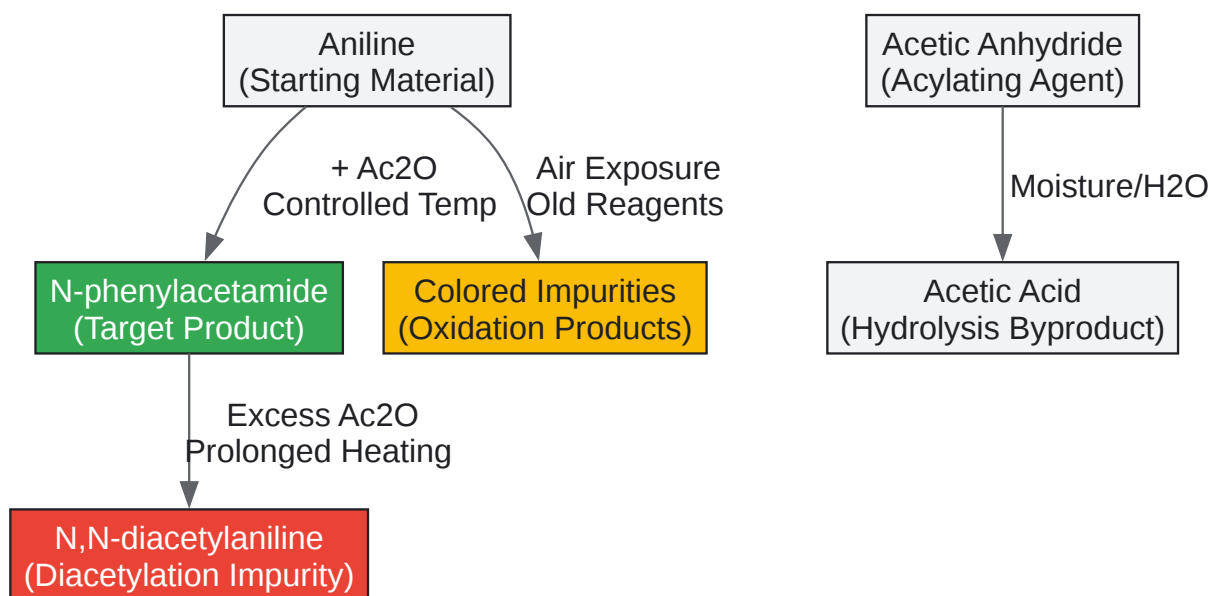 Aniline
(Starting Material)
Acetic Anhydride
(Acylating Agent)
+ Ac2O
Controlled Temp
Air Exposure
Old Reagents
Moisture/H2O
N-phenylacetamide
(Target Product)
Colored Impurities
(Oxidation Products)
Acetic Acid
(Hydrolysis Byproduct)
Excess Ac2O
Prolonged Heating
N,N-diacetylaniline
(Diacetylation Impurity)